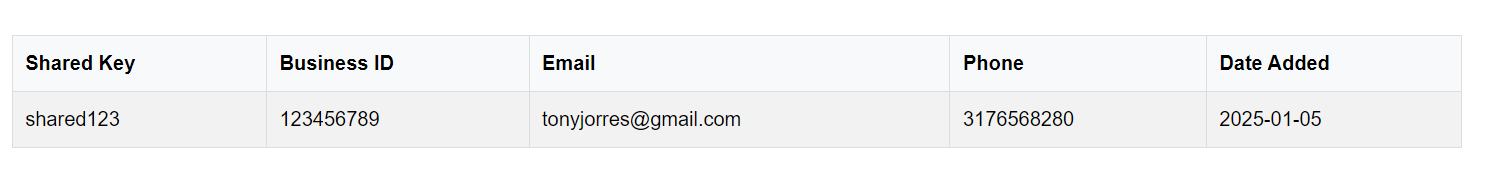 Shared Key Business ID Email Phone Date Added
shared123 123456789 tonyjorres@gmail.com 3176568280 2025-01-05